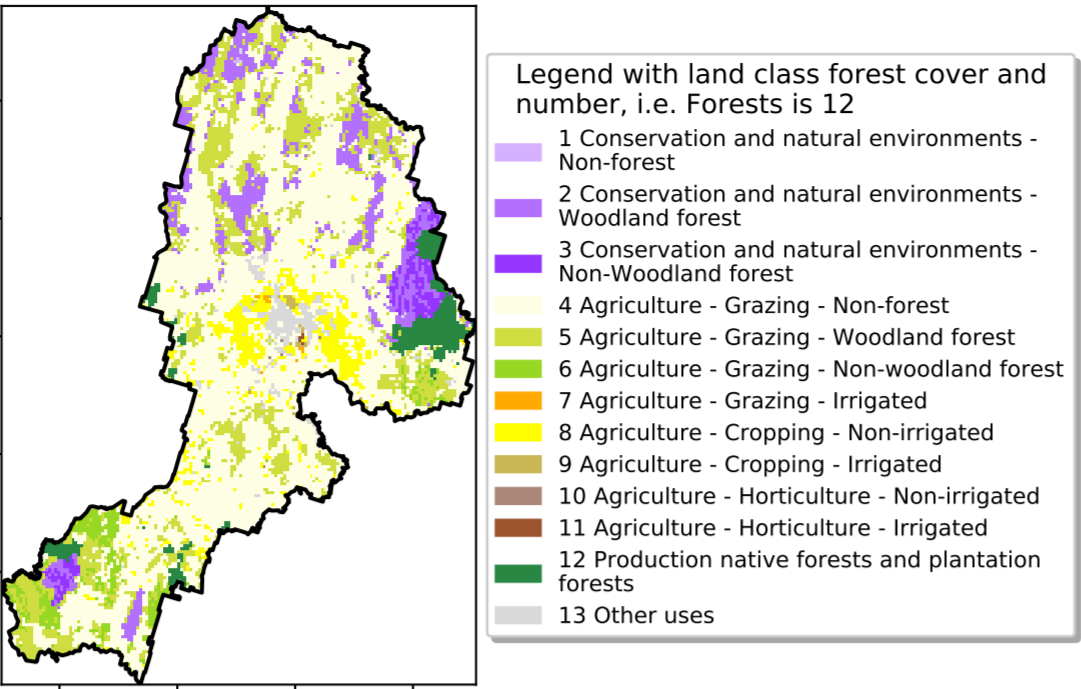 Legend with land class forest cover and
number, i.e. Forests is 12
1 Conservation and natural environments -
Non-forest
2 Conservation and natural environments -
Woodland forest
3 Conservation and natural environments -
Non-Woodland forest
4 Agriculture - Grazing - Non-forest
5 Agriculture - Grazing - Woodland forest
6 Agriculture - Grazing - Non-woodland forest
7 Agriculture - Grazing - Irrigated
8 Agriculture - Cropping - Non-irrigated
9 Agriculture - Cropping - Irrigated
10 Agriculture - Horticulture - Non-irrigated
11 Agriculture - Horticulture - Irrigated
12 Production native forests and plantation
forests
13 Other uses